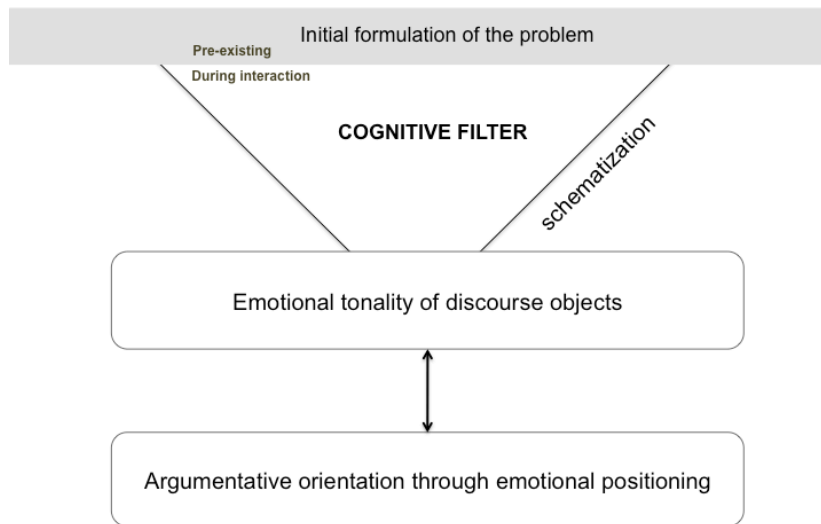 Initial formulation of the problem
Pre-existing
During interaction
COGNITIVE FILTER
schematization
Emotional tonality of discourse objects
Argumentative orientation through emotional positioning